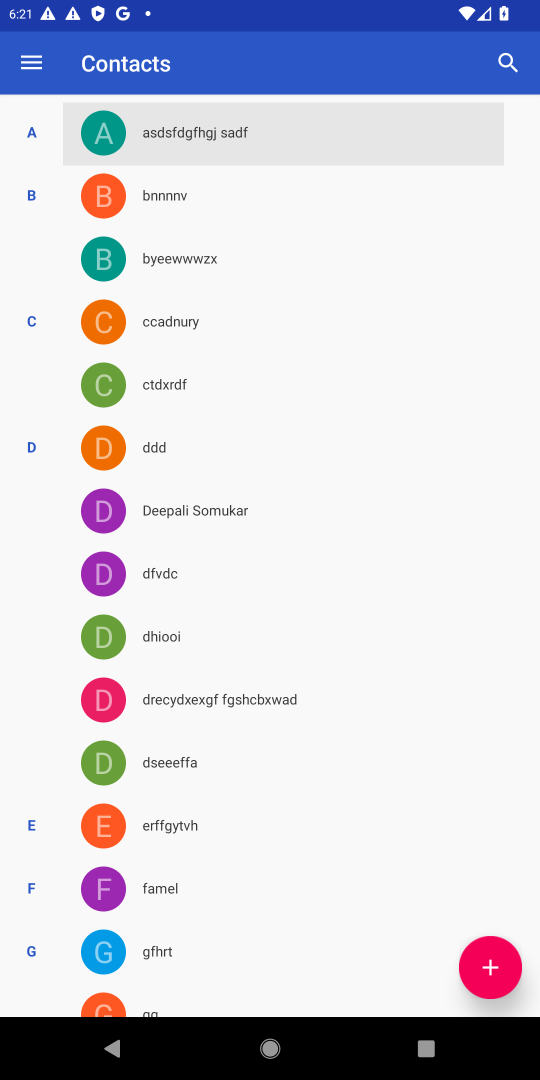 6:21
Contacts
A
A asdsfdgfhgj sadf
B
B bnnnnv
B byeewwwzx
C
C ccadnury
C ctdxrdf
D
D ddd
D Deepali Somukar
D dfvdc
D dhiooi
D drecydxexgf fgshcbxwad
D dseeeffa
E
E erffgytvh
F
F famel
G
G gfhrt